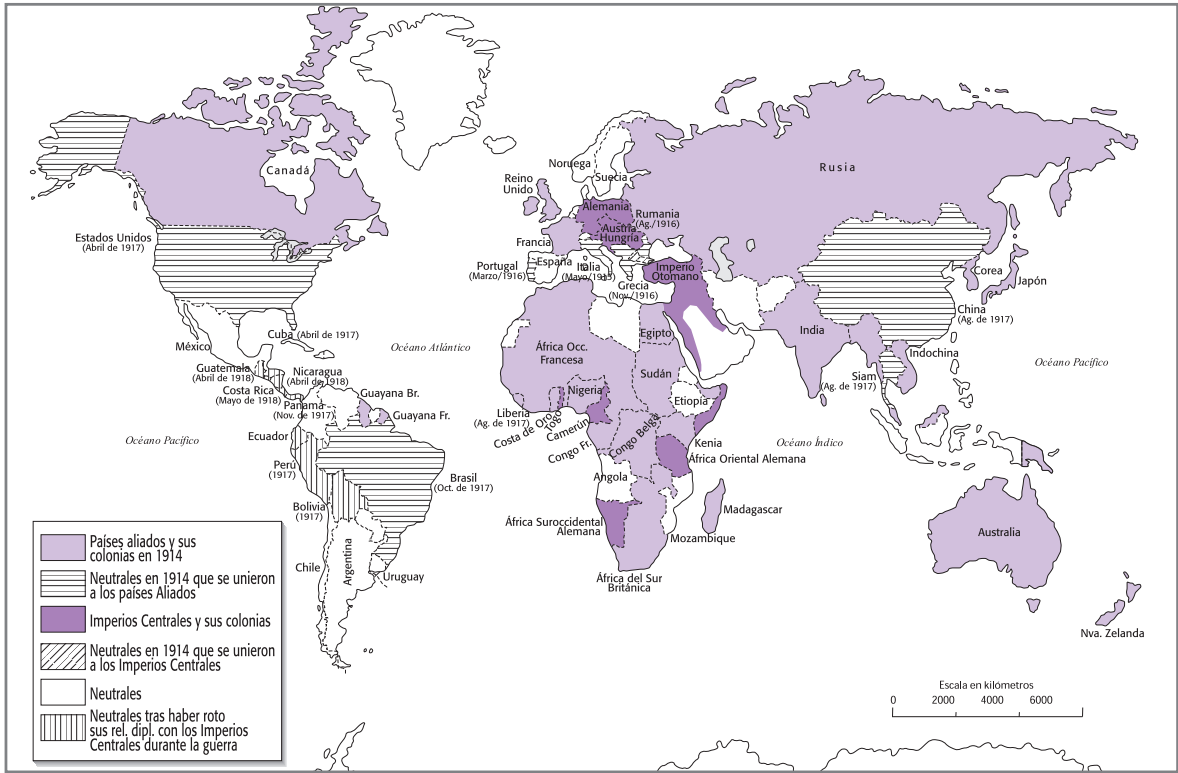 Canadá
Rusia
Noruega
Suecia
Reino
Unido
Alemania
Rumania
(Ag./1916)
Austria
Hungría
Estados Unidos
(Abril de 1917)
Francia
España
Portugal
(Marzo/1916)
Italia
(Mayo/1915)
Grecia
(Nov./1916)
Imperio
Otomano
Corea
Japón
China
(Ag. de 1917)
India
Indochina
Siam
(Ag. de 1917)
Cuba (Abril de 1917)
México
Océano Atlántico
Océano Pacífico
Guatemala
(Abril de 1918)
Nicaragua
(Abril de 1918)
Costa Rica
(Mayo de 1918)
Panamá
(Nov. de 1917)
Guayana Br.
Guayana Fr.
Océano Pacífico
Ecuador
Perú
(1917)
Brasil
(Oct. de 1917)
Bolivia
(1917)
Chile
Argentina
Uruguay
África Occ.
Francesa
Egipto
Sudán
Nigeria
Etiopía
Liberia
(Ag. de 1917)
Costa de Oro
Togo
Camerún
Congo Fr.
Congo Belga
Kenia
África Oriental Alemana
Océano Índico
Angola
África Suroccidental
Alemana
Madagascar
Mozambique
África del Sur
Británica
Australia
Nva. Zelanda
Países aliados y sus
colonias en 1914
Neutrales en 1914 que se unieron
a los países Aliados
Imperios Centrales y sus colonias
Neutrales en 1914 que se unieron
a los Imperios Centrales
Neutrales
Neutrales tras haber roto
sus rel. dipl. con los Imperios
Centrales durante la guerra
Escala en kilómetros
0 2000 4000 6000